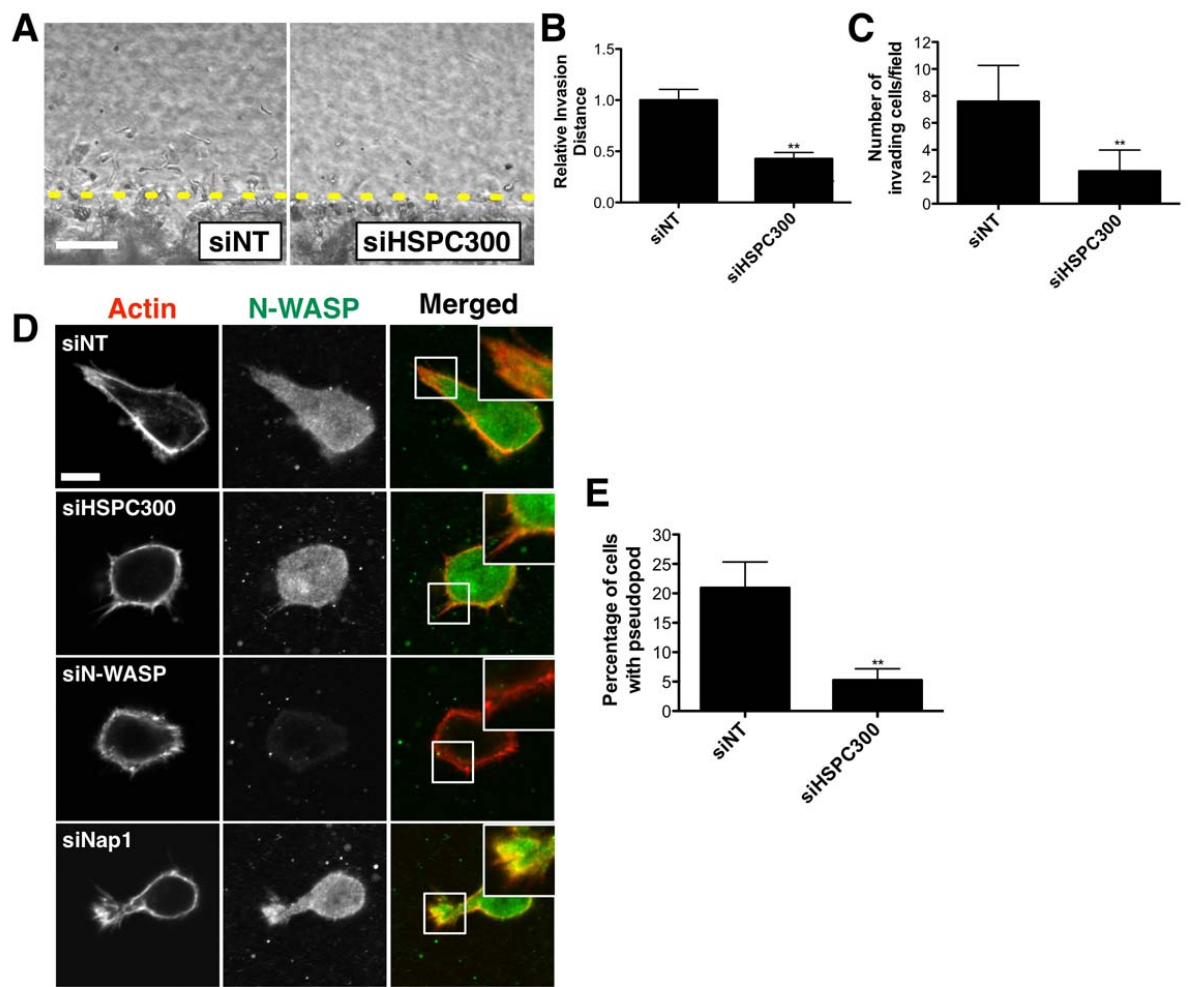 A
siNT
siHSPC300
B
Relative Invasion
Distance
1.5
1.0
0.5
0.0
**
siNT
siHSPC300
C
Number of
invading cells/field
12
10
8
6
4
2
0
**
siNT
siHSPC300
D
Actin
N-WASP
Merged
siNT
siHSPC300
siN-WASP
siNap1
E
Percentage of cells
with pseudopod
30
25
20
15
10
5
0
**
siNT
siHSPC300